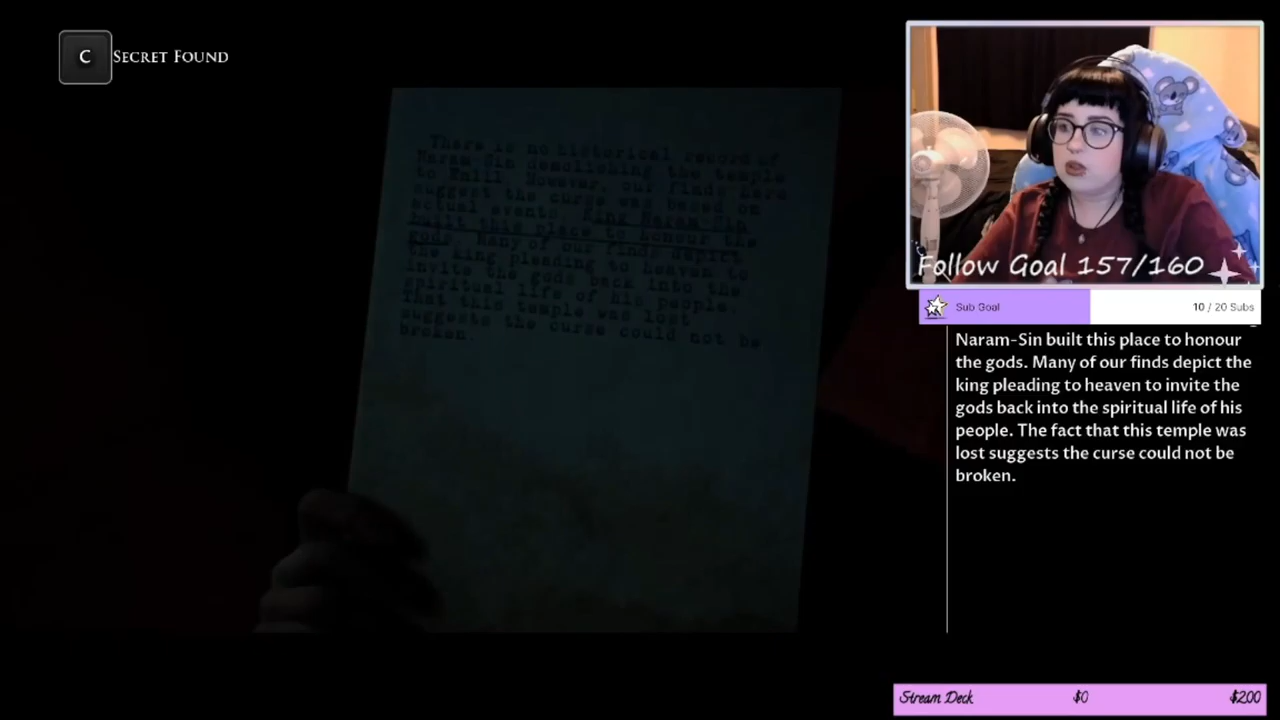 C SECRET FOUND
There is no historical record of
Naram-Sin demolishing the temple
to Enlil. However, our finds here
suggest the curse was based on
actual events. King Naram-Sin
built this place to honour the
gods. Many of our finds depict
the king pleading to heaven to
invite the gods back into the
spiritual life of his people.
That this temple was lost
suggests the curse could not be
broken.
Follow Goal 157/160
Sub Goal 10 / 20 Subs
Naram-Sin built this place to honour
the gods. Many of our finds depict the
king pleading to heaven to invite the
gods back into the spiritual life of his
people. The fact that this temple was
lost suggests the curse could not be
broken.
Stream Deck $0 $200